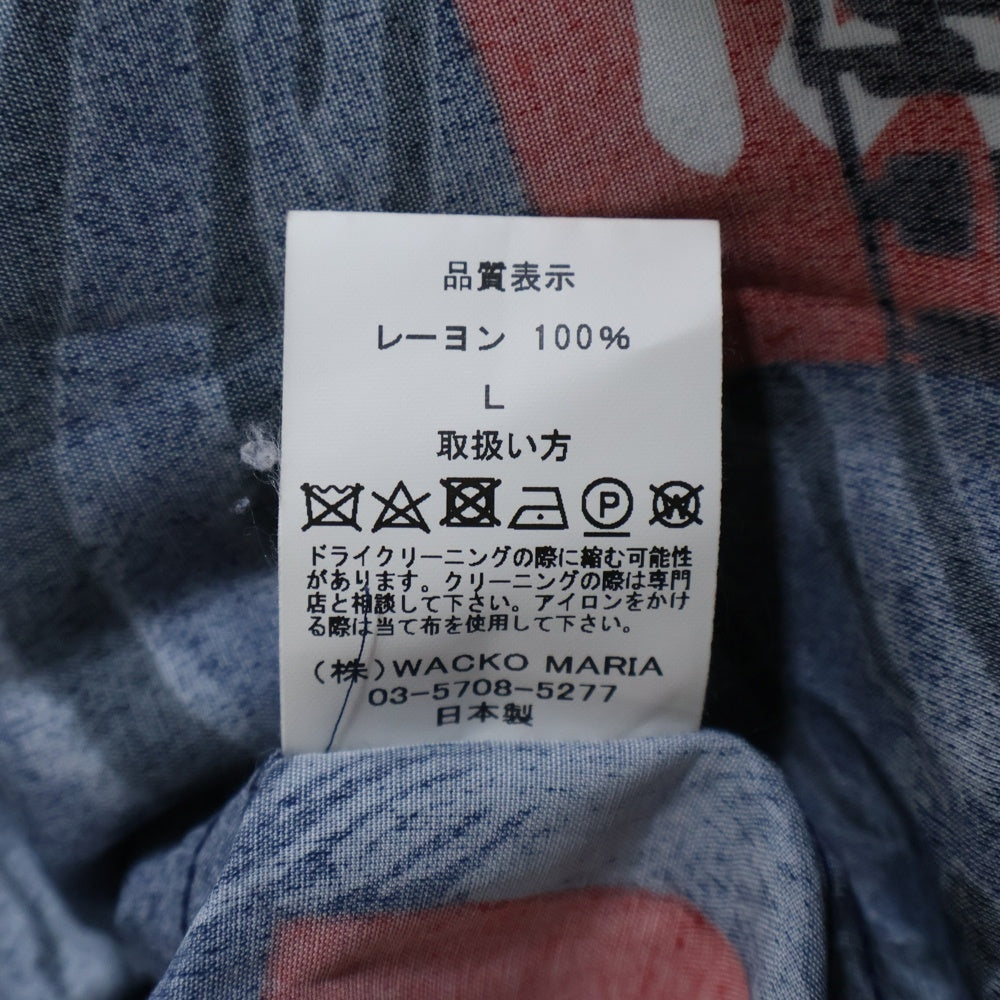 品質表示
レーヨン 100%
L
取扱い方
P W
ドライクリーニングの際に縮む可能性
があります。クリーニングの際は専門
店と相談して下さい。アイロンをかけ
る際は当て布を使用して下さい。
(株)WACKO MARIA
03-5708-5277
日本製